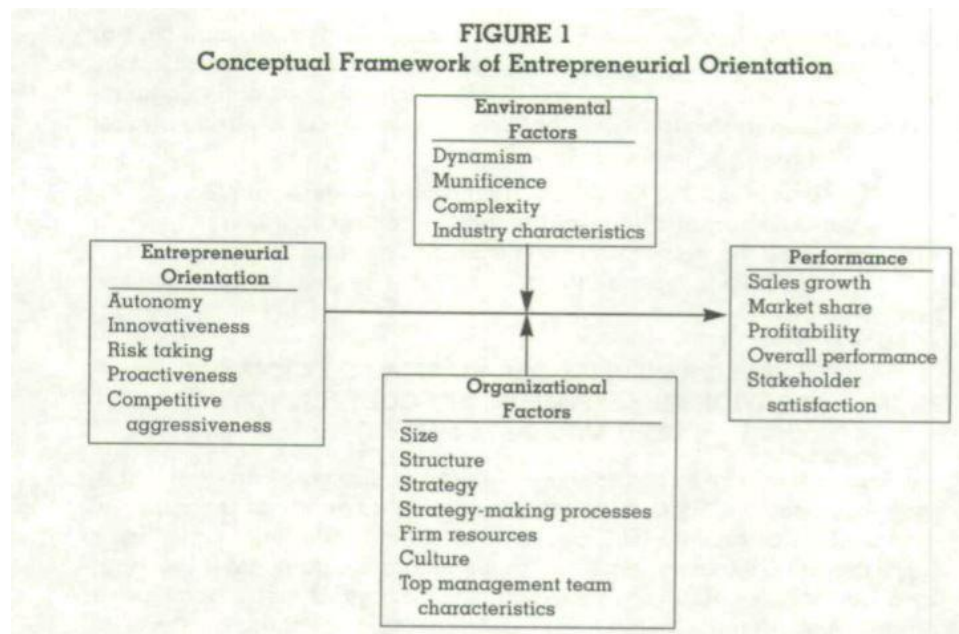 FIGURE 1
Conceptual Framework of Entrepreneurial Orientation
Environmental
Factors
Dynamism
Munificence
Complexity
Industry characteristics
Entrepreneurial
Orientation
Autonomy
Innovativeness
Risk taking
Proactiveness
Competitive
aggressiveness
Performance
Sales growth
Market share
Profitability
Overall performance
Stakeholder
satisfaction
Organizational
Factors
Size
Structure
Strategy
Strategy-making processes
Firm resources
Culture
Top management team
characteristics